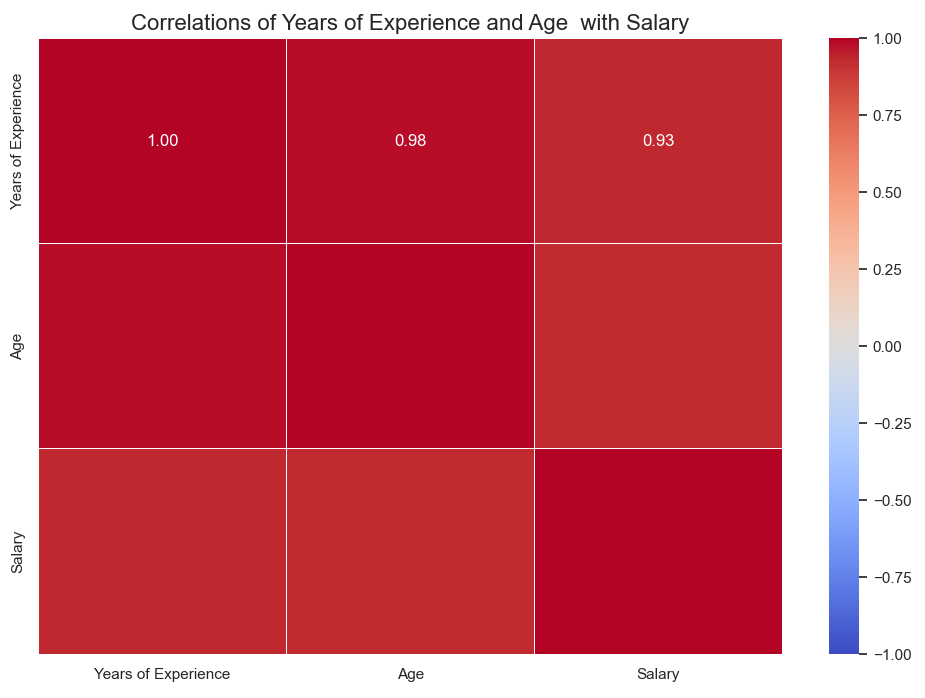 Correlations of Years of Experience and Age  with Salary
Years of Experience
1.00
0.98
0.93
Age
Salary
Years of Experience
Age
Salary
1.00
0.75
0.50
0.25
0.00
−0.25
−0.50
−0.75
−1.00